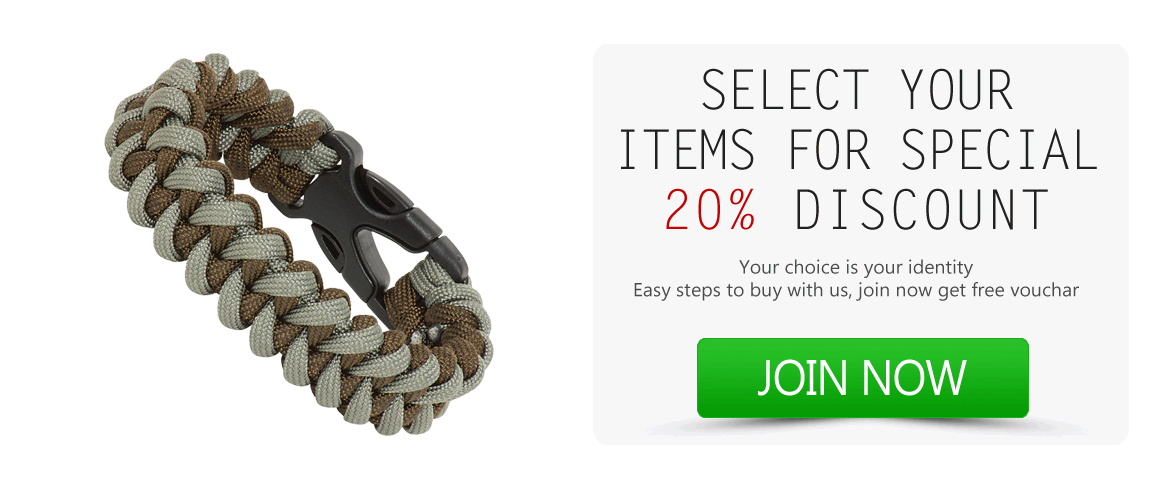 SELECT YOUR
ITEMS FOR SPECIAL
20% DISCOUNT
Your choice is your identity
Easy steps to buy with us, join now get free vouchar
JOIN NOW